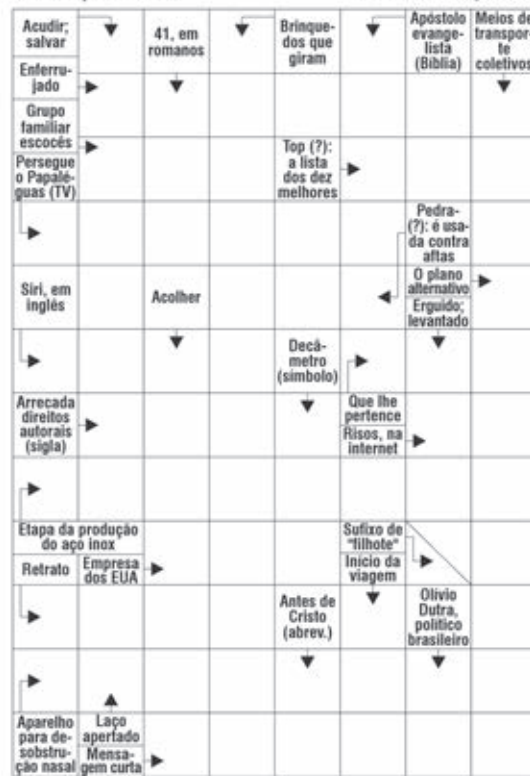 Acudir;
salvar
41, em
romanos
Brinque-
dos que
giram
Apóstolo
evange-
lista
(Bíblia)
Meios de
transpor-
te
coletivos
Enferru-
jado
Grupo
familiar
escocês
Persegue
o Papalé-
guas (TV)
Top (?):
a lista
dos dez
melhores
Pedra-
(?): é usa-
da contra
aftas
O plano
alternativo
Erguido;
levantado
Siri, em
inglês
Acolher
Decâ-
metro
(símbolo)
Arrecada
direitos
autorais
(sigla)
Que lhe
pertence
Risos, na
internet
Etapa da produção
do aço inox
Retrato
Empresa
dos EUA
Sufixo de
"filhote"
Início da
viagem
Antes de
Cristo
(abrev.)
Olívio
Dutra,
político
brasileiro
Aparelho
para de-
sobstru-
ção nasal
Laço
apertado
Mensa-
gem curta